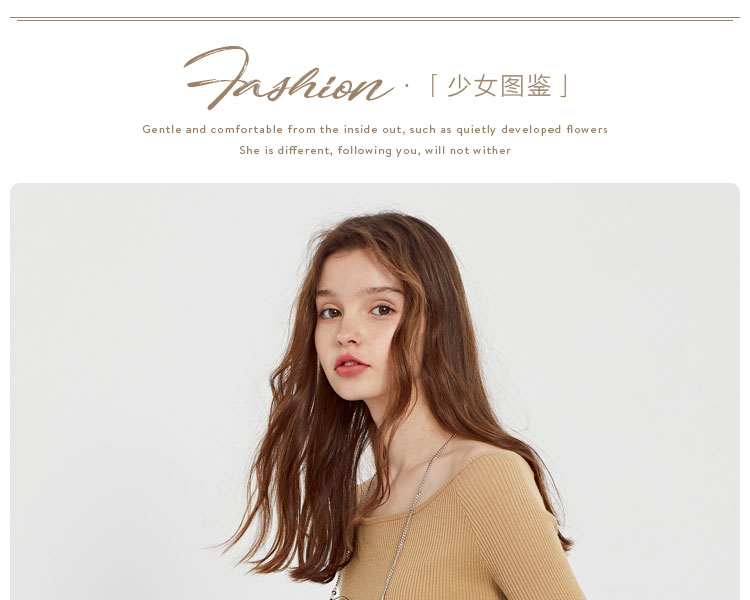 Fashion · 「 少女图鉴 」
Gentle and comfortable from the inside out, such as quietly developed flowers
She is different, following you, will not wither